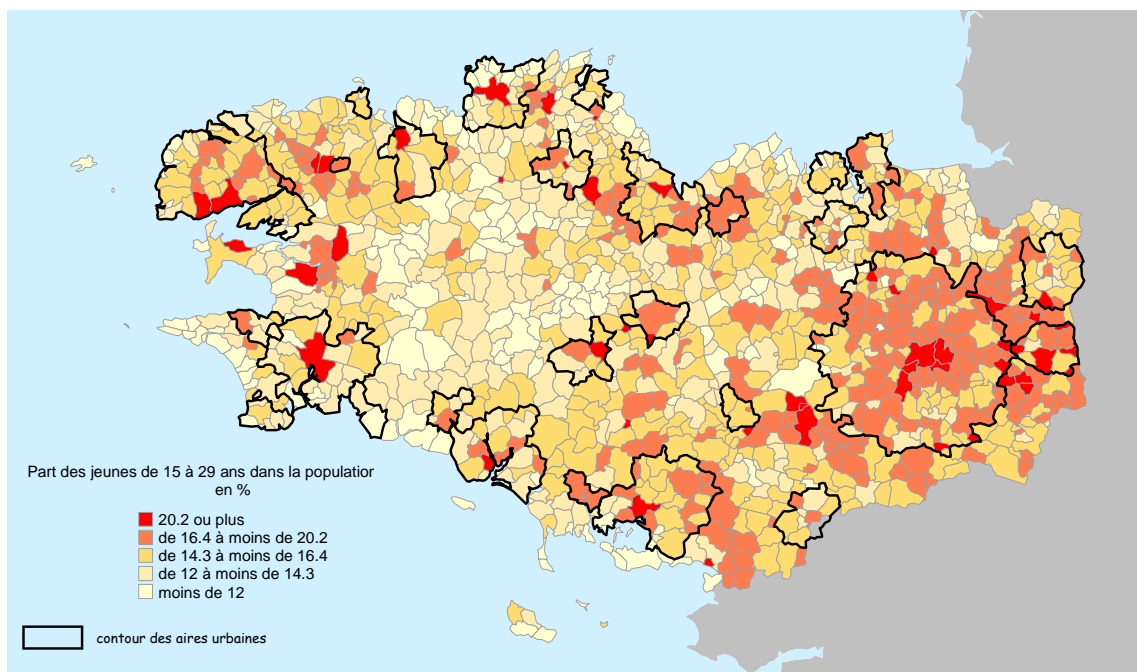 Part des jeunes de 15 à 29 ans dans la populatior
en %
20.2 ou plus
de 16.4 à moins de 20.2
de 14.3 à moins de 16.4
de 12 à moins de 14.3
moins de 12
contour des aires urbaines